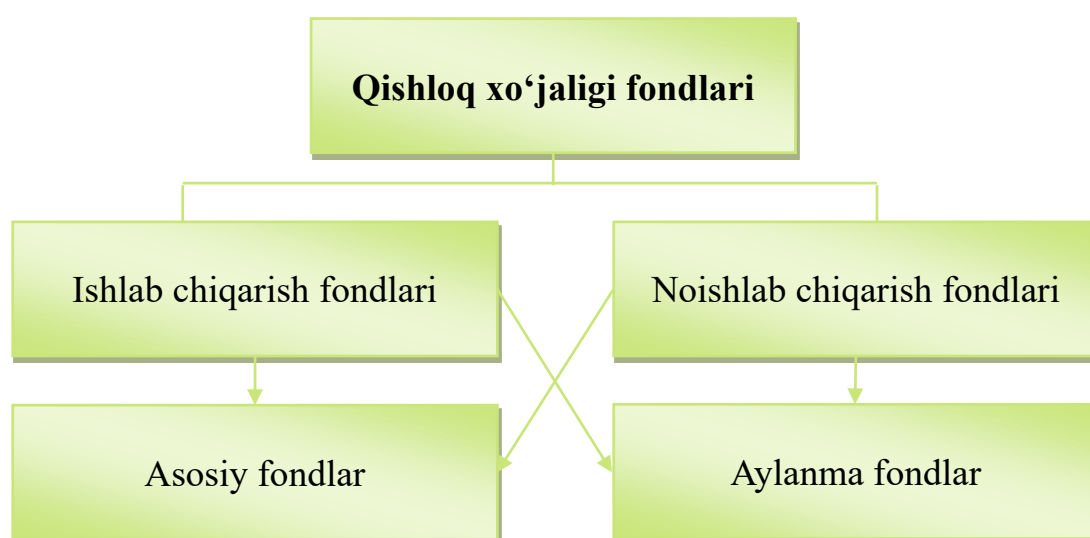 Qishloq xo‘jaligi fondlari
Ishlab chiqarish fondlari
Noishlab chiqarish fondlari
Asosiy fondlar
Aylanma fondlar